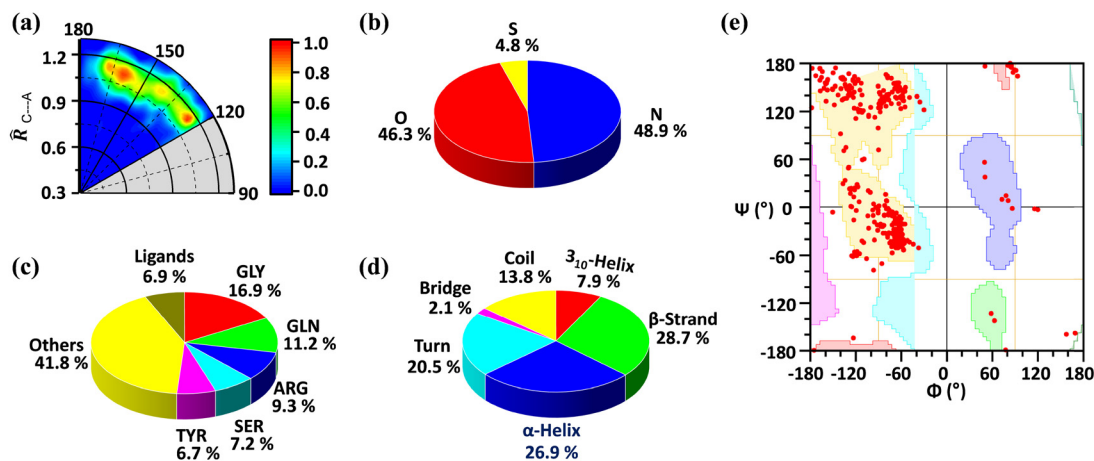 (a)
180
150
120
90
1.2
0.9
0.6
0.3
R̂ C---A
1.0
0.8
0.6
0.4
0.2
0.0
(b)
S
4.8 %
O
46.3 %
N
48.9 %
(c)
Ligands
6.9 %
GLY
16.9 %
GLN
11.2 %
ARG
9.3 %
SER
7.2 %
TYR
6.7 %
Others
41.8 %
(d)
Coil
13.8 %
3₁₀-Helix
7.9 %
β-Strand
28.7 %
α-Helix
26.9 %
Turn
20.5 %
Bridge
2.1 %
(e)
180
120
60
Ψ (°) 0
-60
-120
-180
-180 -120 -60 0 60 120 180
Φ (°)